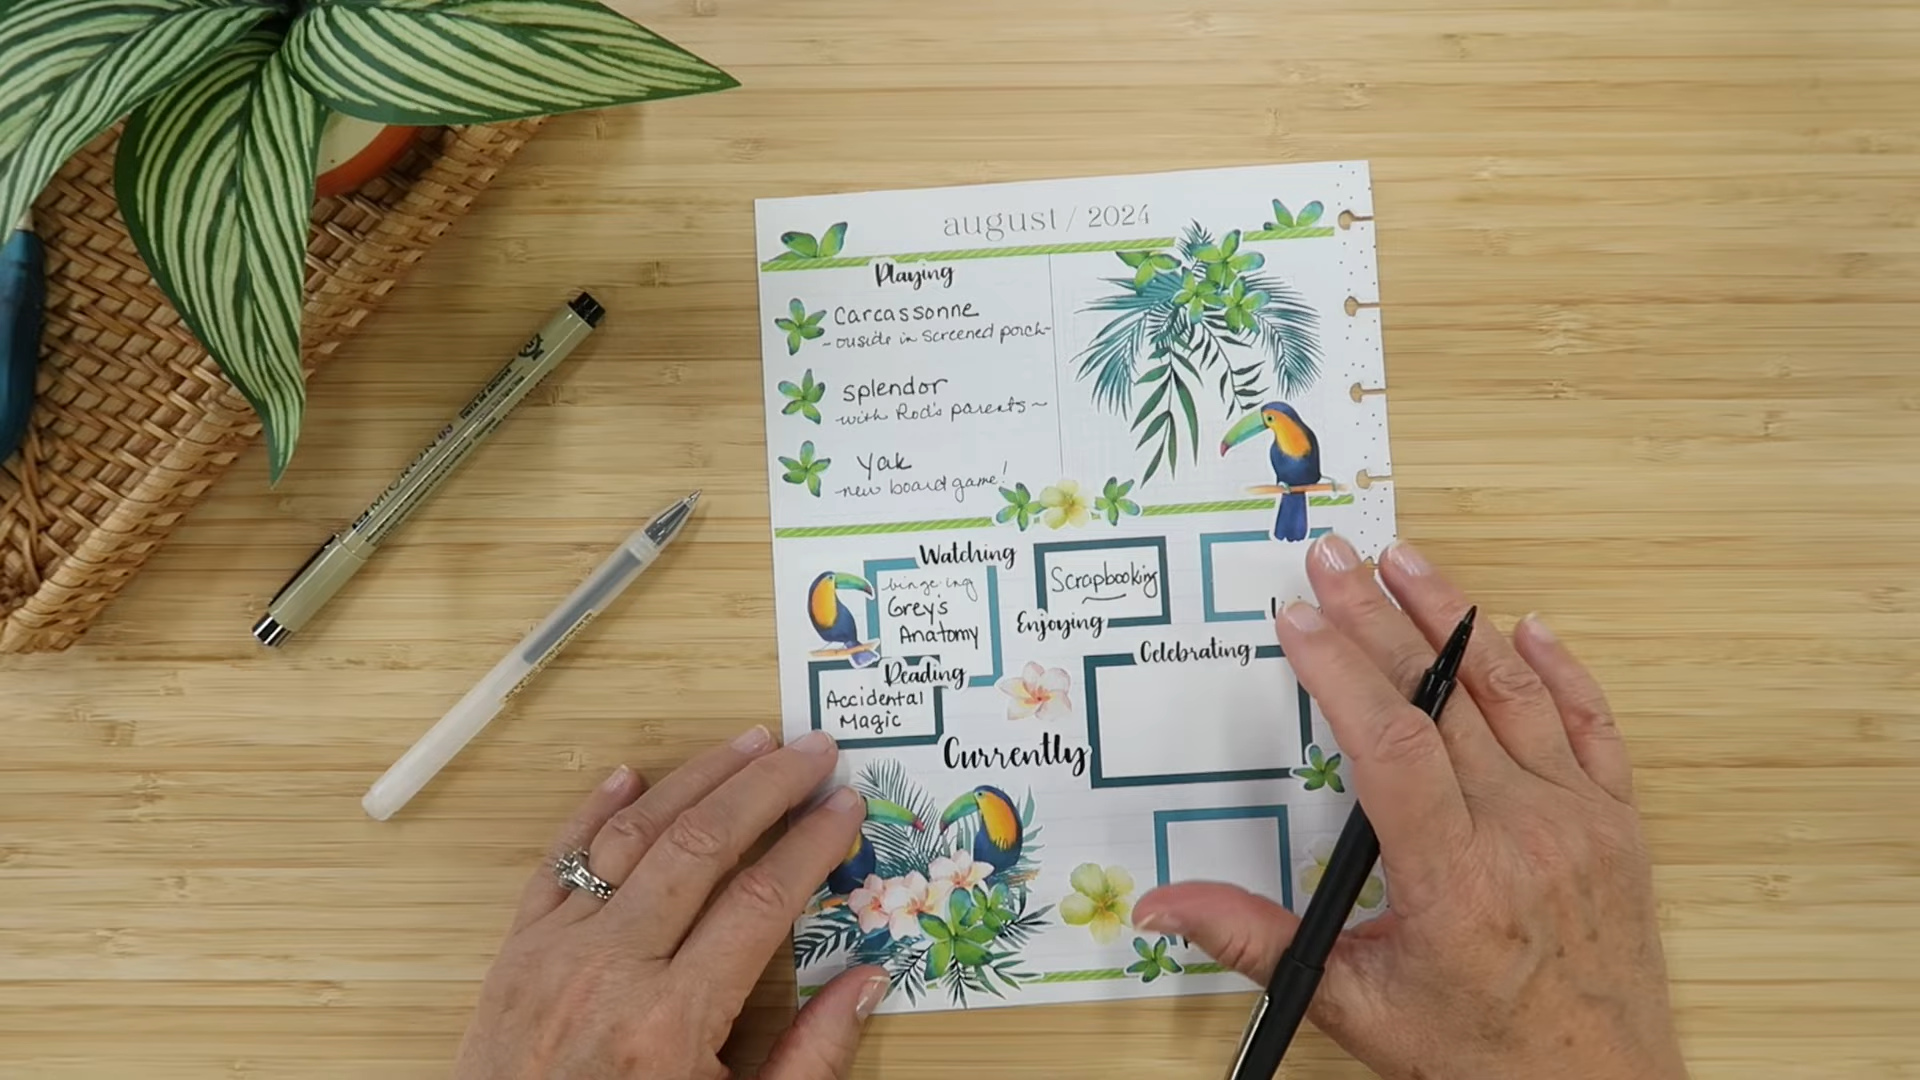 august / 2024
Playing
Carcassonne
- ouside in screened porch-
splendor
-with Rod's parents~
Yak
-new board game!
Watching
binge ing
Grey's
Anatomy
Scrapbooking
Enjoying
Celebrating
Reading
Accidental
Magic
Currently
MICRON 05